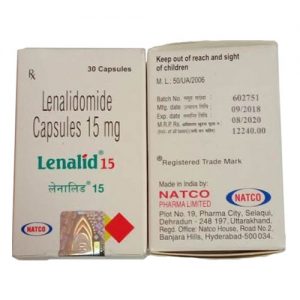 Rx
30 Capsules
Lenalidomide
Capsules 15 mg
Lenalid® 15
लेनालिड® 15
NATCO
Keep out of reach and sight
of children
M. L. : 50/UA/2006
Batch No.
602751
Mfg. date
09/2018
Exp. date
08/2020
M.R.P Rs.
12240.00
®Registered Trade Mark
Made in India by:
NATCO
PHARMA LIMITED
Plot No. 19, Pharma City, Selaqui,
Dehradun - 248 197, Uttarakhand.
Regd. Office: Natco House, Road No.2,
Banjara Hills, Hyderabad-500 034.
NATCO